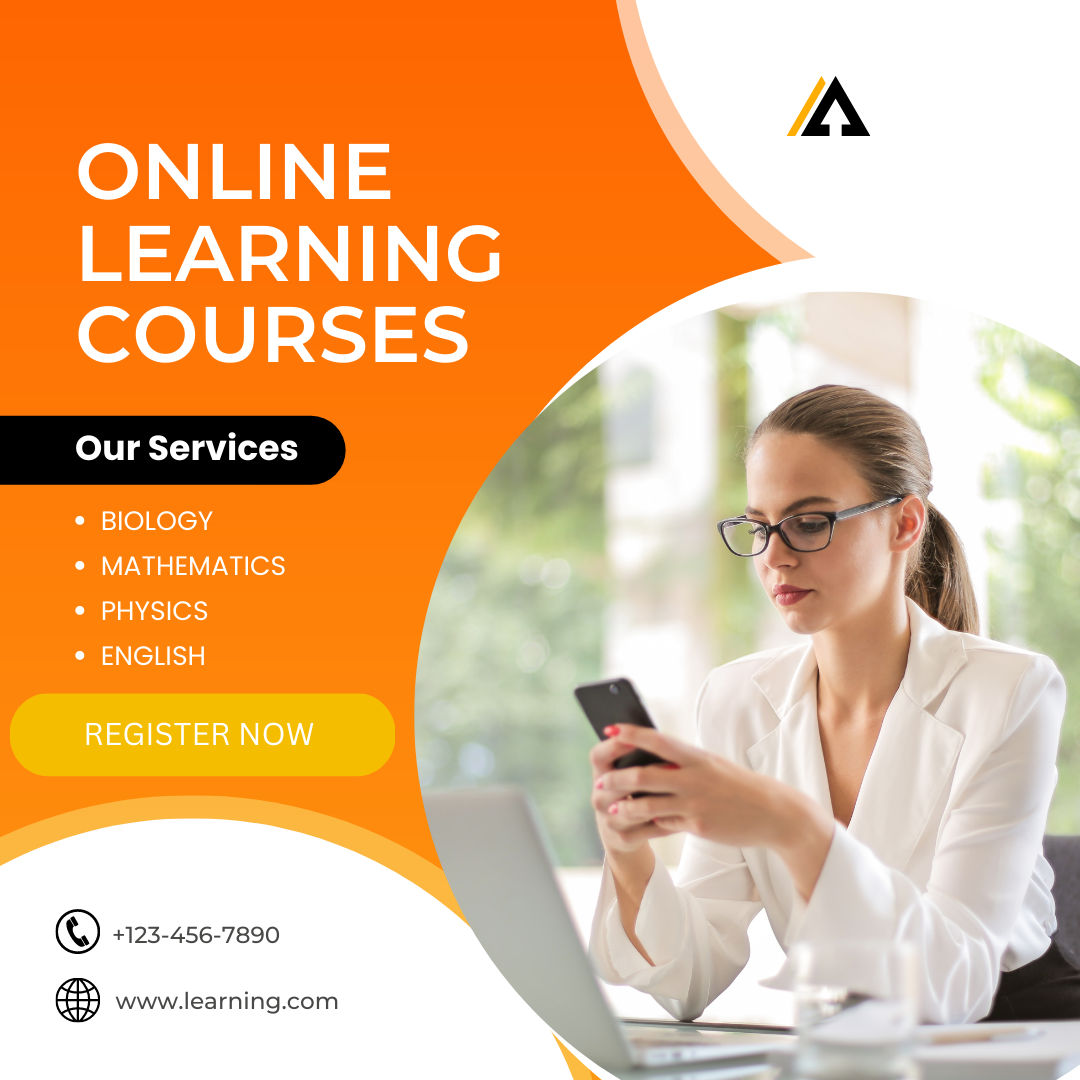 ONLINE
LEARNING
COURSES
Our Services
• BIOLOGY
• MATHEMATICS
• PHYSICS
• ENGLISH
REGISTER NOW
+123-456-7890
www.learning.com